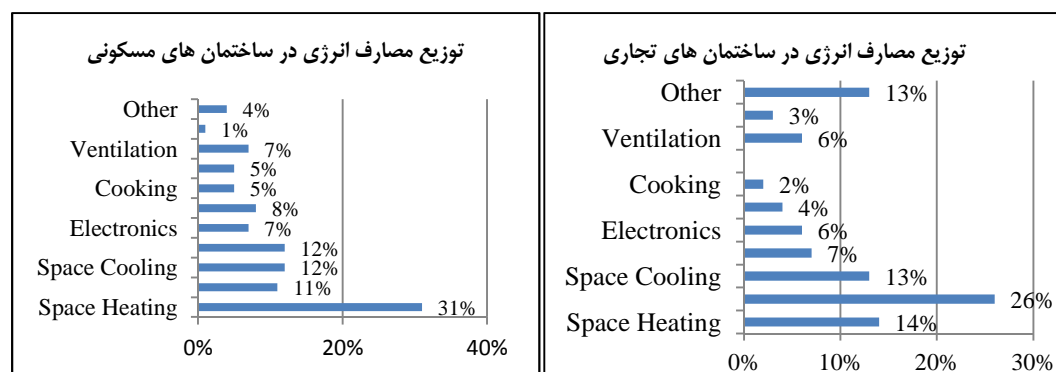 توزیع مصارف انرژی در ساختمان های مسکونی
Other 4%
1%
Ventilation 7%
5%
Cooking 5%
8%
Electronics 7%
12%
Space Cooling 12%
11%
Space Heating 31%
0% 20% 40%
توزیع مصارف انرژی در ساختمان های تجاری
Other 13%
3%
Ventilation 6%
Cooking 2%
4%
Electronics 6%
7%
Space Cooling 13%
26%
Space Heating 14%
0% 10% 20% 30%